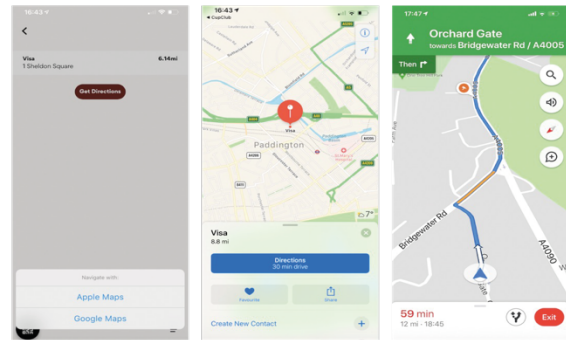 16:43
Visa
6.14mi
1 Sheldon Square
Get Directions
Navigate with
Apple Maps
Google Maps
16:43
CupClub
Visa
Paddington
7°
Visa
8.8 mi
Directions
30 min drive
Favourite
Share
Create New Contact
17:47
Orchard Gate
towards Bridgewater Rd / A4005
Then
A4005
Bridgewater Rd
A4090
59 min
12 mi · 18:45
Exit